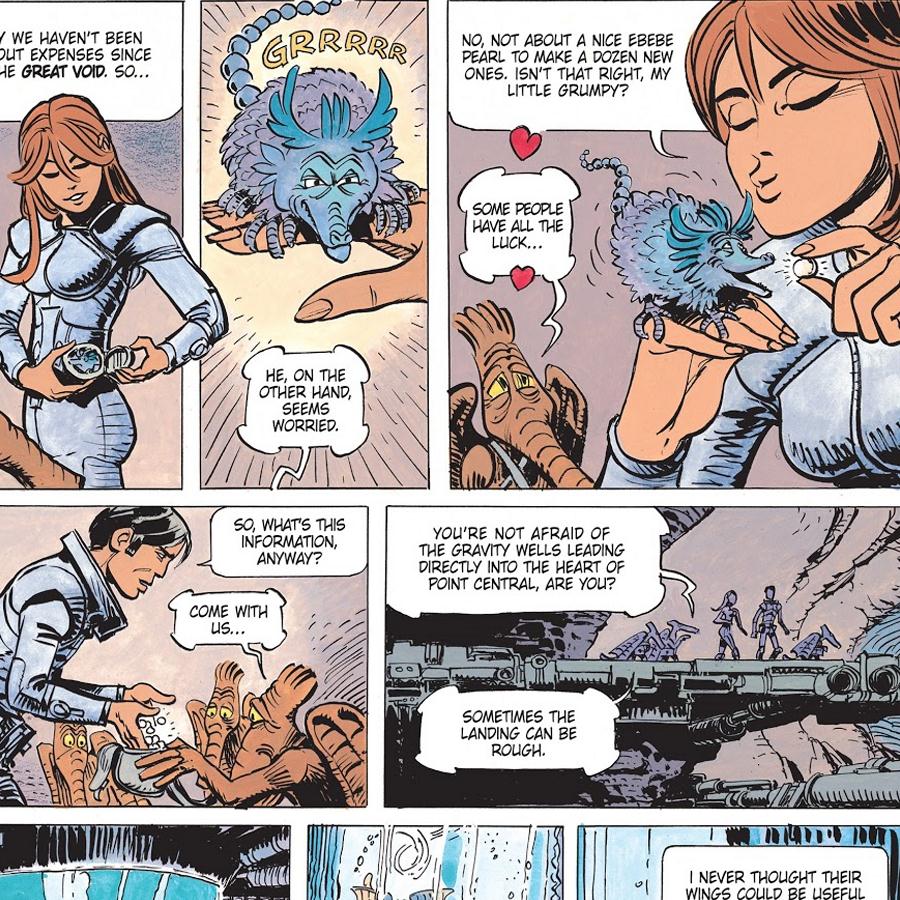 WE HAVEN'T BEEN
EXPENSES SINCE
GREAT VOID. SO...
GRRRRR
HE, ON THE
OTHER HAND,
SEEMS
WORRIED.
NO, NOT ABOUT A NICE EBEBE
PEARL TO MAKE A DOZEN NEW
ONES. ISN'T THAT RIGHT, MY
LITTLE GRUMPY?
SOME PEOPLE
HAVE ALL THE
LUCK...
SO, WHAT'S THIS
INFORMATION,
ANYWAY?
COME WITH
US...
YOU'RE NOT AFRAID OF
THE GRAVITY WELLS LEADING
DIRECTLY INTO THE HEART OF
POINT CENTRAL, ARE YOU?
SOMETIMES THE
LANDING CAN BE
ROUGH.
I NEVER THOUGHT THEIR
WINGS COULD BE USEFUL